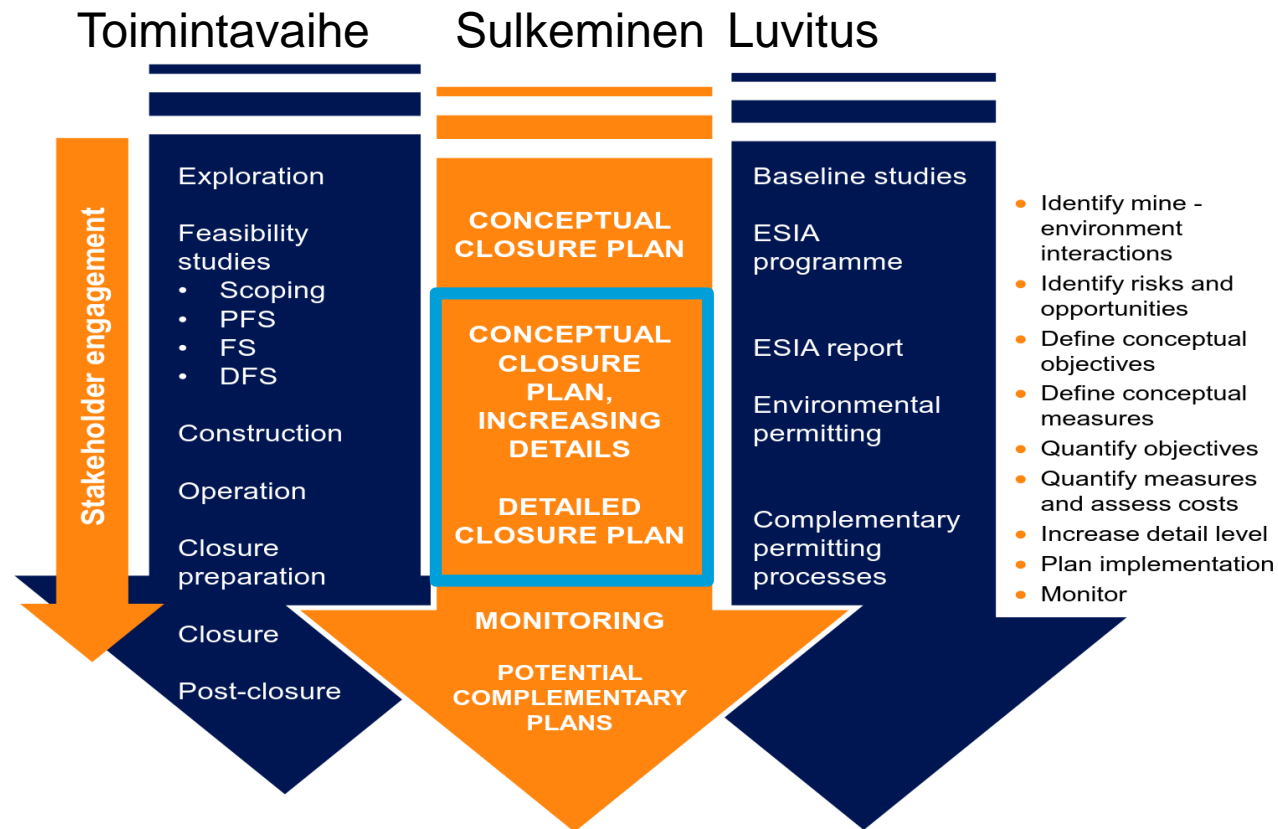 Toimintavaihe
Sulkeminen
Luvitus
Stakeholder engagement
Exploration
Feasibility
studies
• Scoping
• PFS
• FS
• DFS
Construction
Operation
Closure
preparation
Closure
Post-closure
CONCEPTUAL
CLOSURE PLAN
CONCEPTUAL
CLOSURE
PLAN,
INCREASING
DETAILS
DETAILED
CLOSURE PLAN
MONITORING
POTENTIAL
COMPLEMENTARY
PLANS
Baseline studies
ESIA
programme
ESIA report
Environmental
permitting
Complementary
permitting
processes
• Identify mine -
environment
interactions
• Identify risks and
opportunities
• Define conceptual
objectives
• Define conceptual
measures
• Quantify objectives
• Quantify measures
and assess costs
• Increase detail level
• Plan implementation
• Monitor